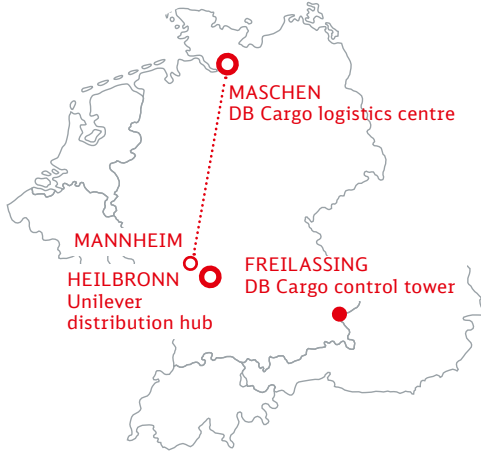 MASCHEN
DB Cargo logistics centre
MANNHEIM
HEILBRONN
Unilever
distribution hub
FREILASSING
DB Cargo control tower